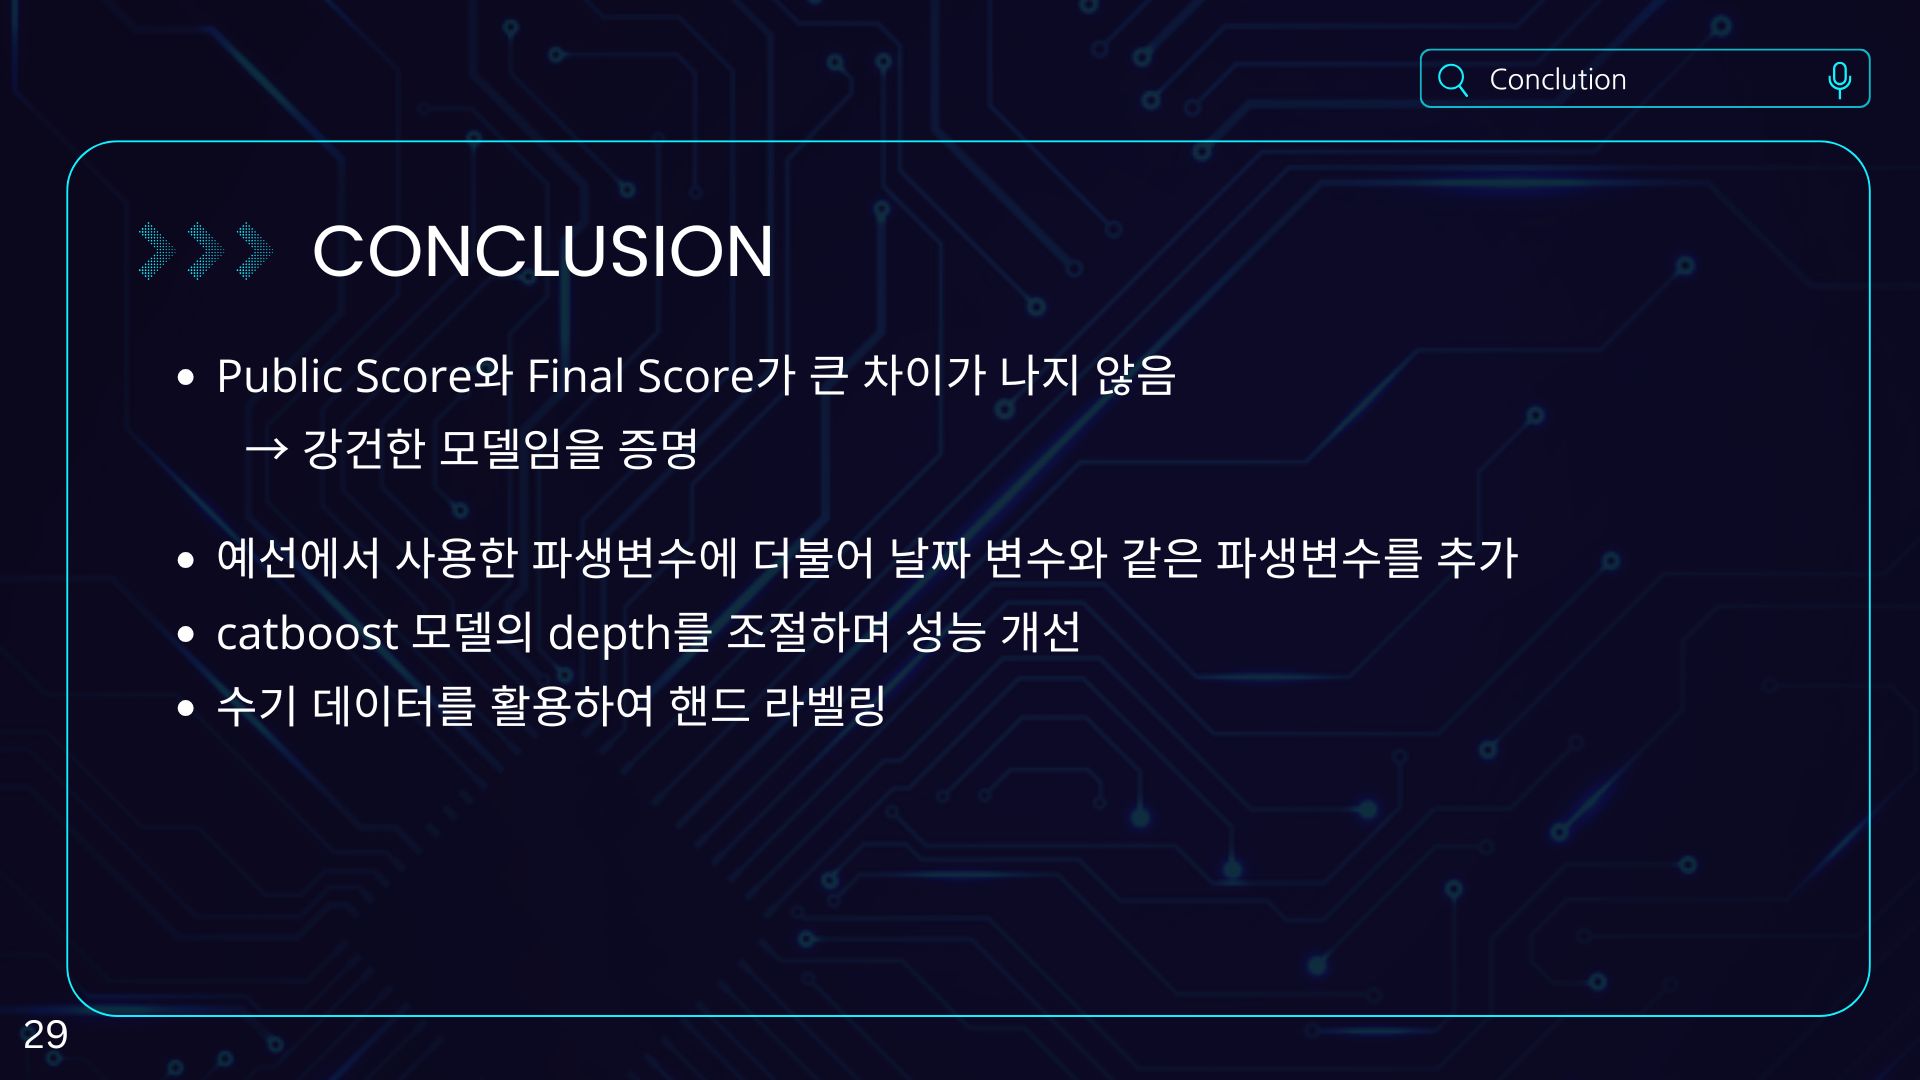 Conclution
CONCLUSION
• Public Score와 Final Score가 큰 차이가 나지 않음
→ 강건한 모델임을 증명
• 예선에서 사용한 파생변수에 더불어 날짜 변수와 같은 파생변수를 추가
• catboost 모델의 depth를 조절하며 성능 개선
• 수기 데이터를 활용하여 핸드 라벨링
29